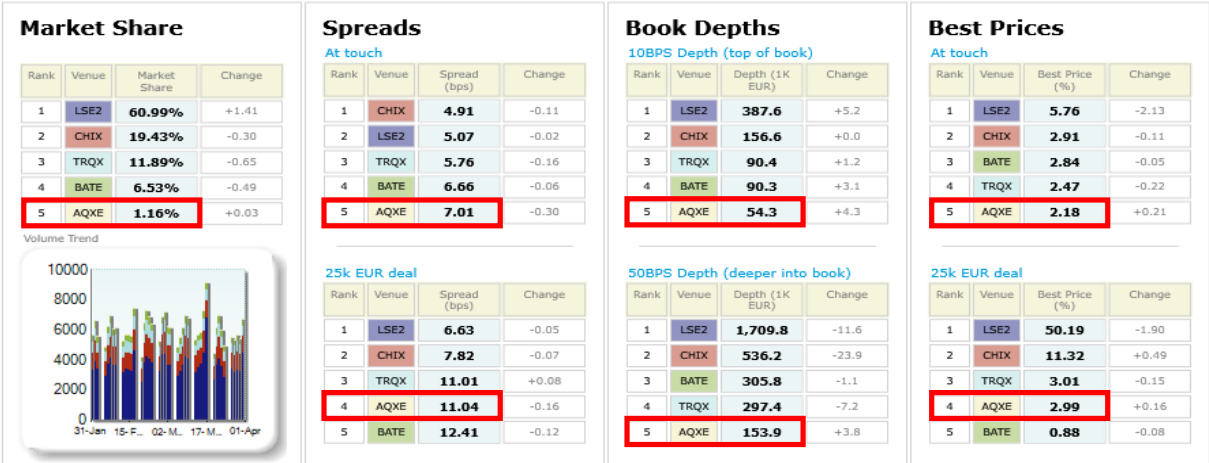 Market Share
Rank Venue Market Share Change
1 LSE2 60.99% +1.41
2 CHIX 19.43% -0.30
3 TRQX 11.89% -0.65
4 BATE 6.53% -0.49
5 AQXE 1.16% +0.03
Volume Trend
10000
8000
6000
4000
2000
0
31-Jan 15- F... 02- M... 17- M... 01-Apr
Spreads
At touch
Rank Venue Spread (bps) Change
1 CHIX 4.91 -0.11
2 LSE2 5.07 -0.02
3 TRQX 5.76 -0.16
4 BATE 6.66 -0.06
5 AQXE 7.01 -0.30
25k EUR deal
Rank Venue Spread (bps) Change
1 LSE2 6.63 -0.05
2 CHIX 7.82 -0.07
3 TRQX 11.01 +0.08
4 AQXE 11.04 -0.16
5 BATE 12.41 -0.12
Book Depths
10BPS Depth (top of book)
Rank Venue Depth (1K EUR) Change
1 LSE2 387.6 +5.2
2 CHIX 156.6 +0.0
3 TRQX 90.4 +1.2
4 BATE 90.3 +3.1
5 AQXE 54.3 +4.3
50BPS Depth (deeper into book)
Rank Venue Depth (1K EUR) Change
1 LSE2 1,709.8 -11.6
2 CHIX 536.2 -23.9
3 BATE 305.8 -1.1
4 TRQX 297.4 -7.2
5 AQXE 153.9 +3.8
Best Prices
At touch
Rank Venue Best Price (%) Change
1 LSE2 5.76 -2.13
2 CHIX 2.91 -0.11
3 BATE 2.84 -0.05
4 TRQX 2.47 -0.22
5 AQXE 2.18 +0.21
25k EUR deal
Rank Venue Best Price (%) Change
1 LSE2 50.19 -1.90
2 CHIX 11.32 +0.49
3 TRQX 3.01 -0.15
4 AQXE 2.99 +0.16
5 BATE 0.88 -0.08